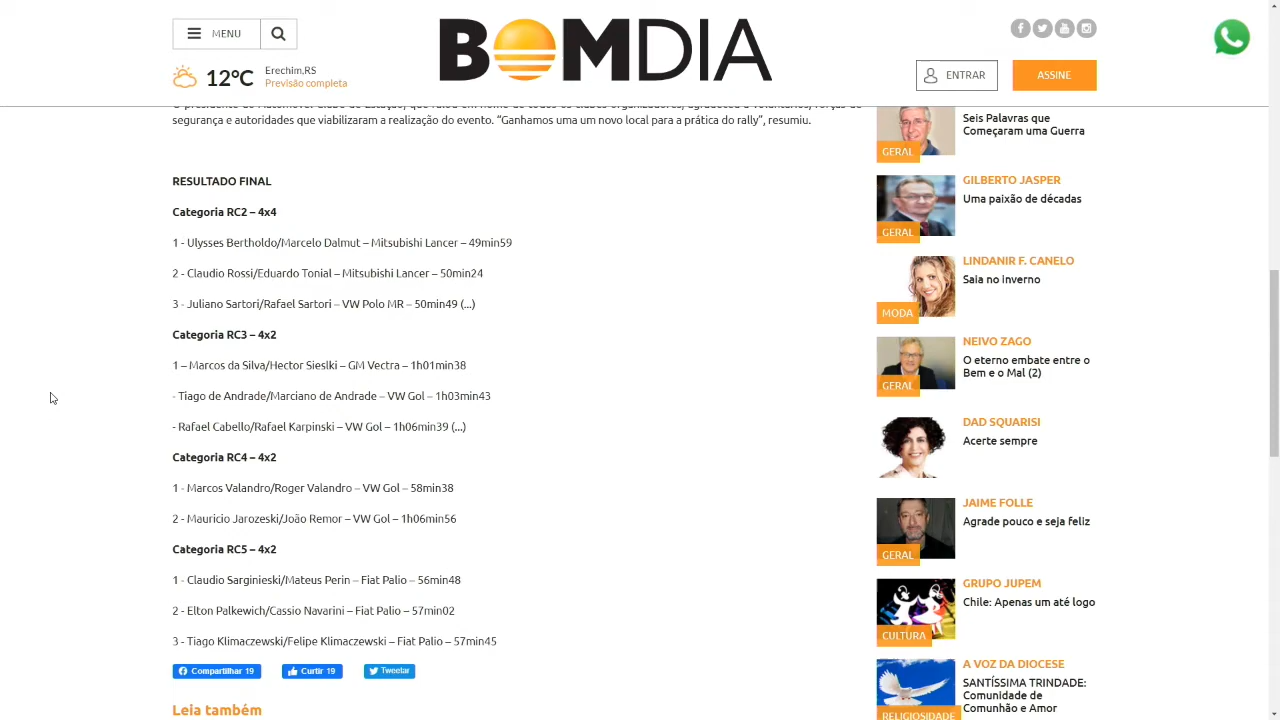 MENU
BOMDIA
12°C
Erechim,RS
Previsão completa
ENTRAR
ASSINE
segurança e autoridades que viabilizaram a realização do evento. “Ganhamos uma um novo local para a prática do rally”, resumiu.
RESULTADO FINAL
Categoria RC2 – 4x4
1 - Ulysses Bertholdo/Marcelo Dalmut – Mitsubishi Lancer – 49min59
2 - Claudio Rossi/Eduardo Tonial – Mitsubishi Lancer – 50min24
3 - Juliano Sartori/Rafael Sartori – VW Polo MR – 50min49 (...)
Categoria RC3 – 4x2
1 – Marcos da Silva/Hector Sieslki – GM Vectra – 1h01min38
- Tiago de Andrade/Marciano de Andrade – VW Gol – 1h03min43
- Rafael Cabello/Rafael Karpinski – VW Gol – 1h06min39 (...)
Categoria RC4 – 4x2
1 - Marcos Valandro/Roger Valandro – VW Gol – 58min38
2 - Mauricio Jarozeski/João Remor – VW Gol – 1h06min56
Categoria RC5 – 4x2
1 - Claudio Sarginieski/Mateus Perin – Fiat Palio – 56min48
2 - Elton Palkewich/Cassio Navarini – Fiat Palio – 57min02
3 - Tiago Klimaczewski/Felipe Klimaczewski – Fiat Palio – 57min45
Compartilhar 19
Curtir 19
Tweetar
Leia também
Seis Palavras que
Começaram uma Guerra
GERAL
GILBERTO JASPER
Uma paixão de décadas
GERAL
LINDANIR F. CANELO
Saia no inverno
MODA
NEIVO ZAGO
O eterno embate entre o
Bem e o Mal (2)
GERAL
DAD SQUARISI
Acerte sempre
JAIME FOLLE
Agrade pouco e seja feliz
GERAL
GRUPO JUPEM
Chile: Apenas um até logo
CULTURA
A VOZ DA DIOCESE
SANTÍSSIMA TRINDADE:
Comunidade de
Comunhão e Amor
RELIGIOSIDADE